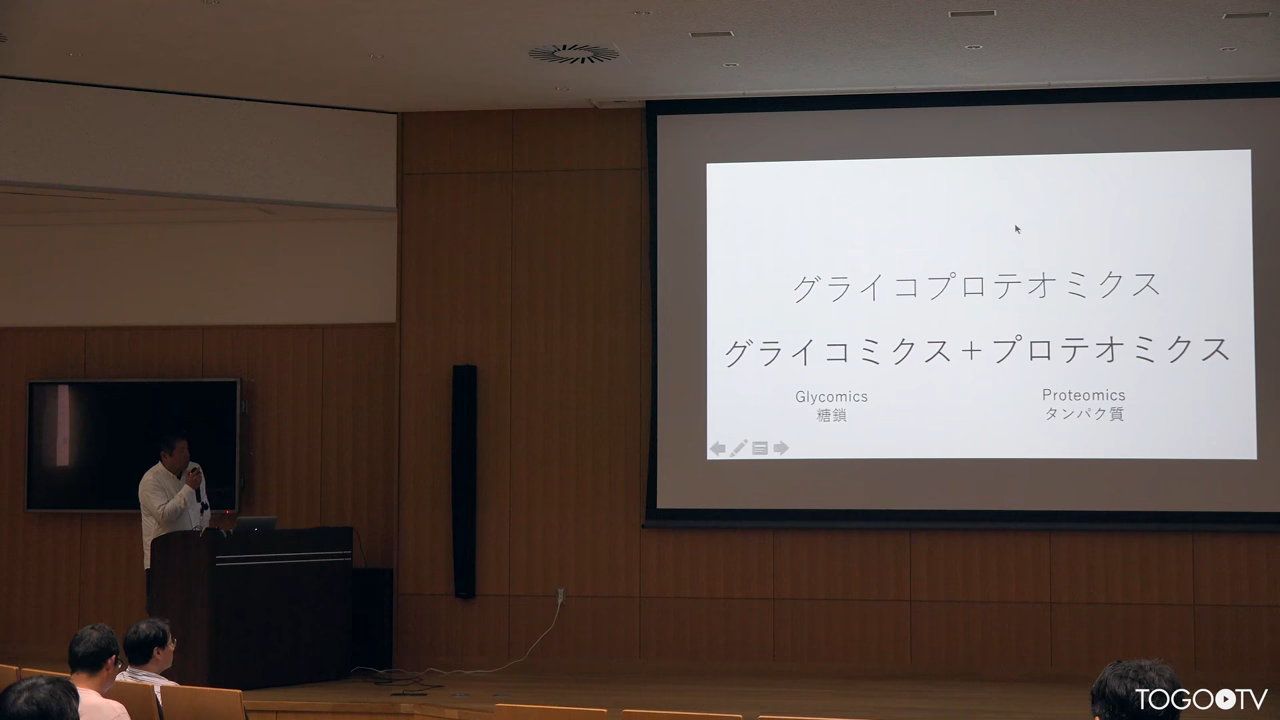 グライコプロテオミクス
グライコミクス＋プロテオミクス
Glycomics
糖鎖
Proteomics
タンパク質
TOGOTV